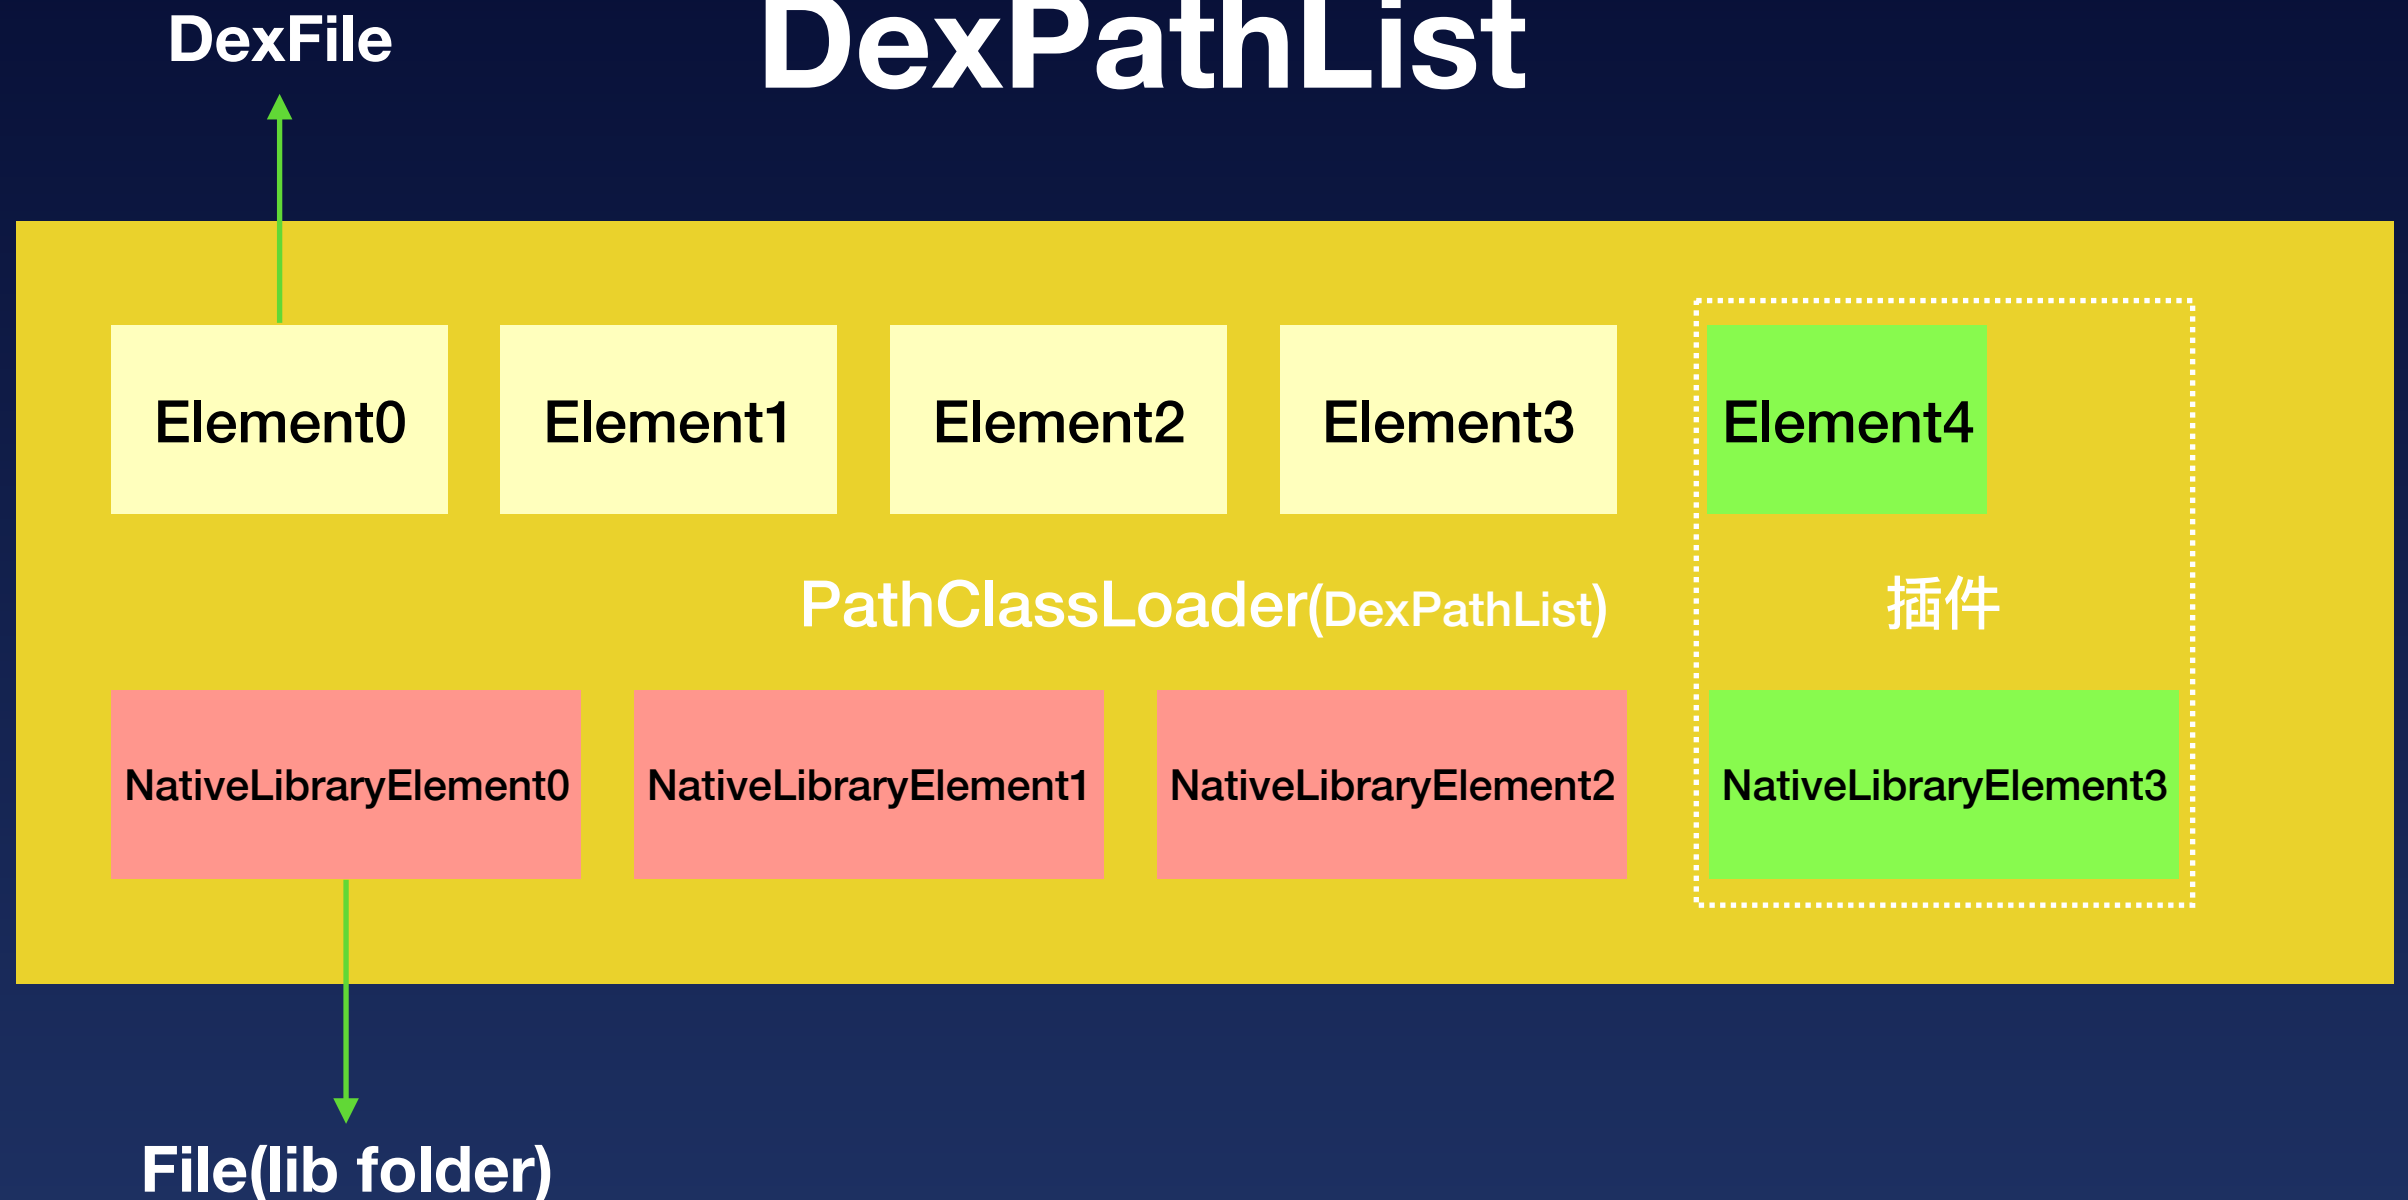 DexPathList
DexFile
Element0
Element1
Element2
Element3
Element4
PathClassLoader(DexPathList)
插件
NativeLibraryElement0
NativeLibraryElement1
NativeLibraryElement2
NativeLibraryElement3
File(lib folder)